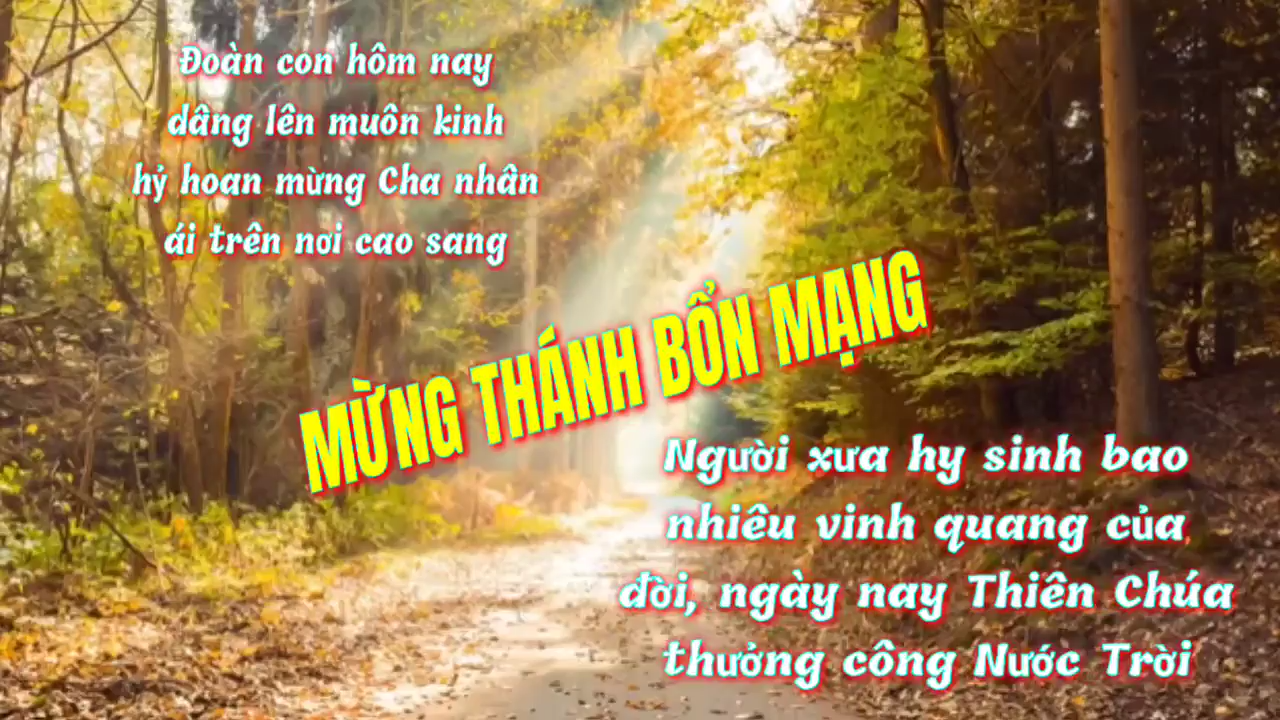 Đoàn con hôm nay
dâng lên muôn kinh
hỷ hoan mừng Cha nhân
ái trên nơi cao sang
MỪNG THÁNH BỔN MẠNG
Người xưa hy sinh bao
nhiêu vinh quang của
đời, ngày nay Thiên Chúa
thưởng công Nước Trời